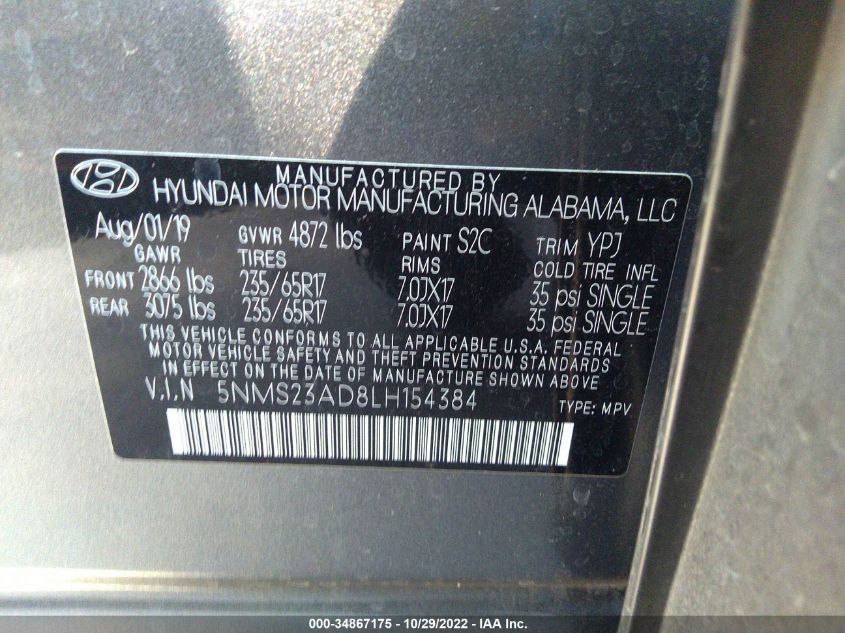 MANUFACTURED BY
HYUNDAI MOTOR MANUFACTURING ALABAMA, LLC
Aug/01/19 GVWR 4872 lbs PAINT S2C TRIM YPJ
GAWR TIRES RIMS COLD TIRE INFL
FRONT 2866 lbs 235/65R17 7.0JX17 35 psi SINGLE
REAR 3075 lbs 235/65R17 7.0JX17 35 psi SINGLE
THIS VEHICLE CONFORMS TO ALL APPLICABLE U.S.A. FEDERAL
MOTOR VEHICLE SAFETY AND THEFT PREVENTION STANDARDS
IN EFFECT ON THE DATE OF MANUFACTURE SHOWN ABOVE
V.I.N 5NMS23AD8LH154384 TYPE: MPV
000-34867175 - 10/29/2022 - IAA Inc.